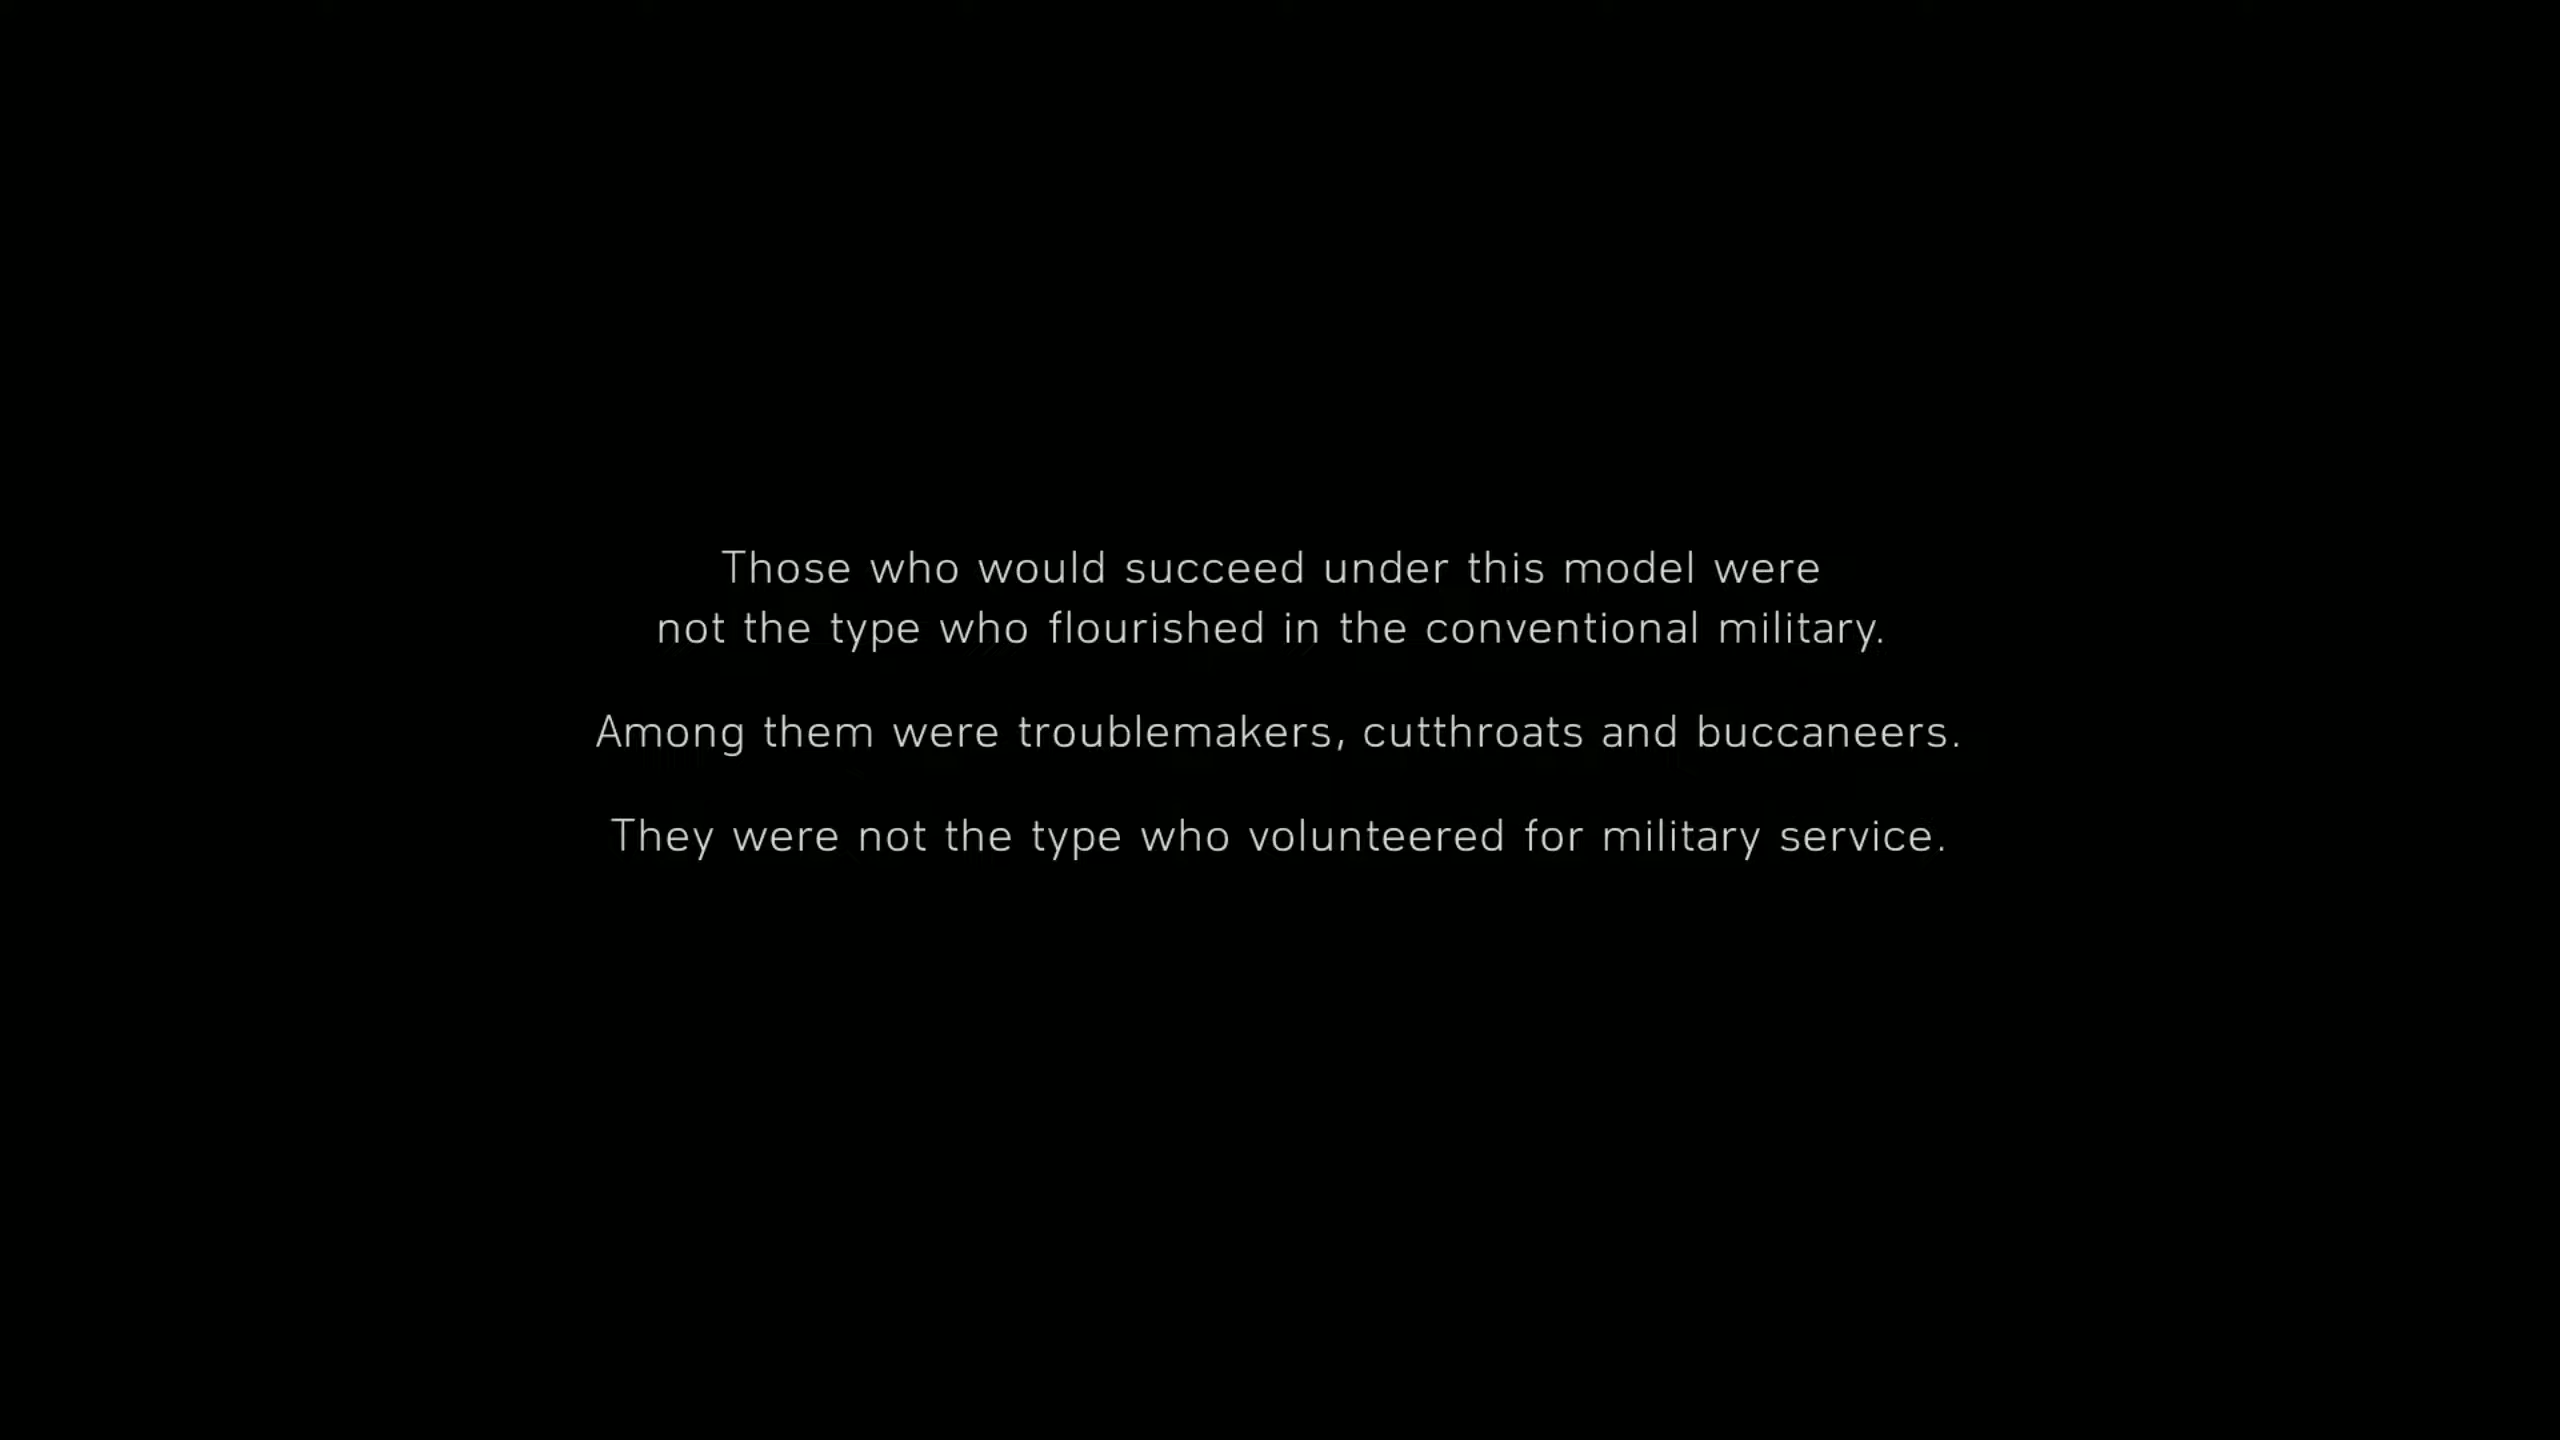 Those who would succeed under this model were
not the type who flourished in the conventional military.
Among them were troublemakers, cutthroats and buccaneers.
They were not the type who volunteered for military service.